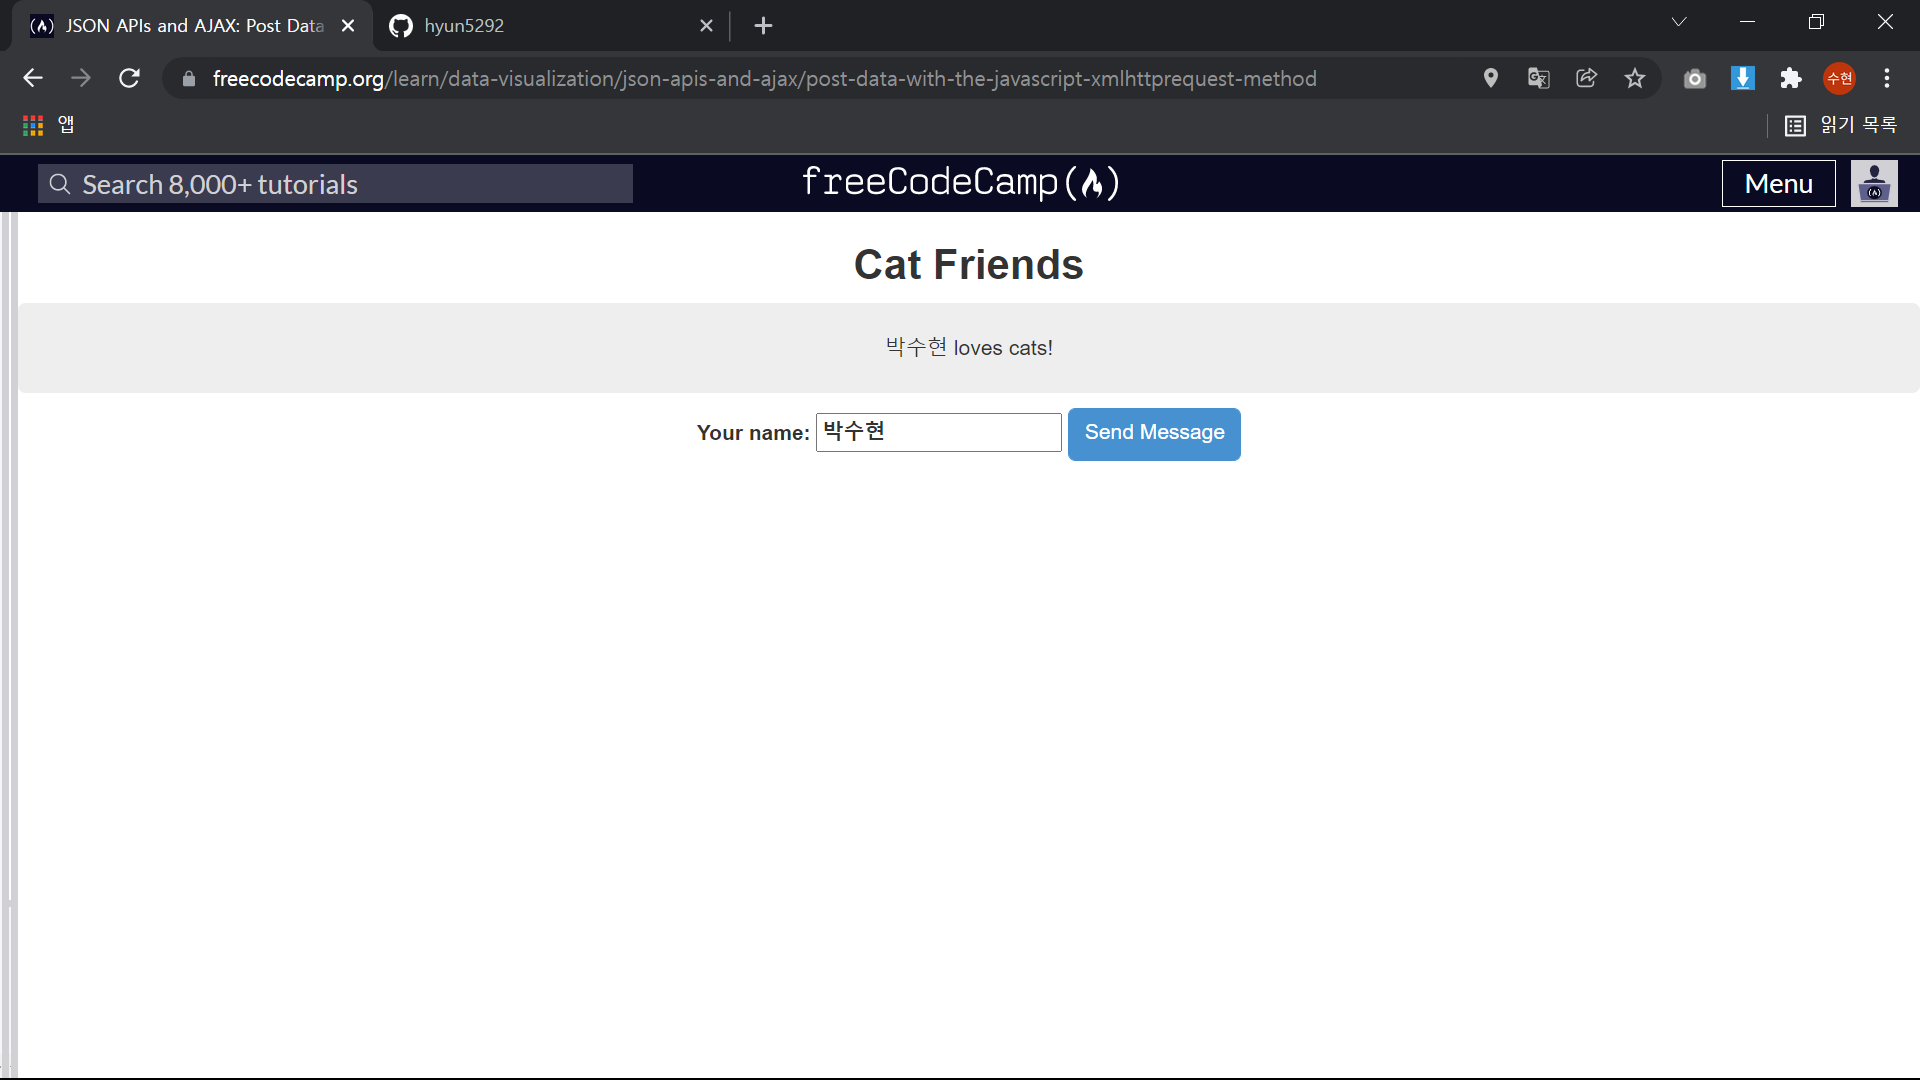 JSON APIs and AJAX: Post Data
hyun5292
freecodecamp.org/learn/data-visualization/json-apis-and-ajax/post-data-with-the-javascript-xmlhttprequest-method
수현
앱
읽기 목록
Search 8,000+ tutorials
freeCodeCamp
Menu
Cat Friends
박수현 loves cats!
Your name: 박수현 Send Message